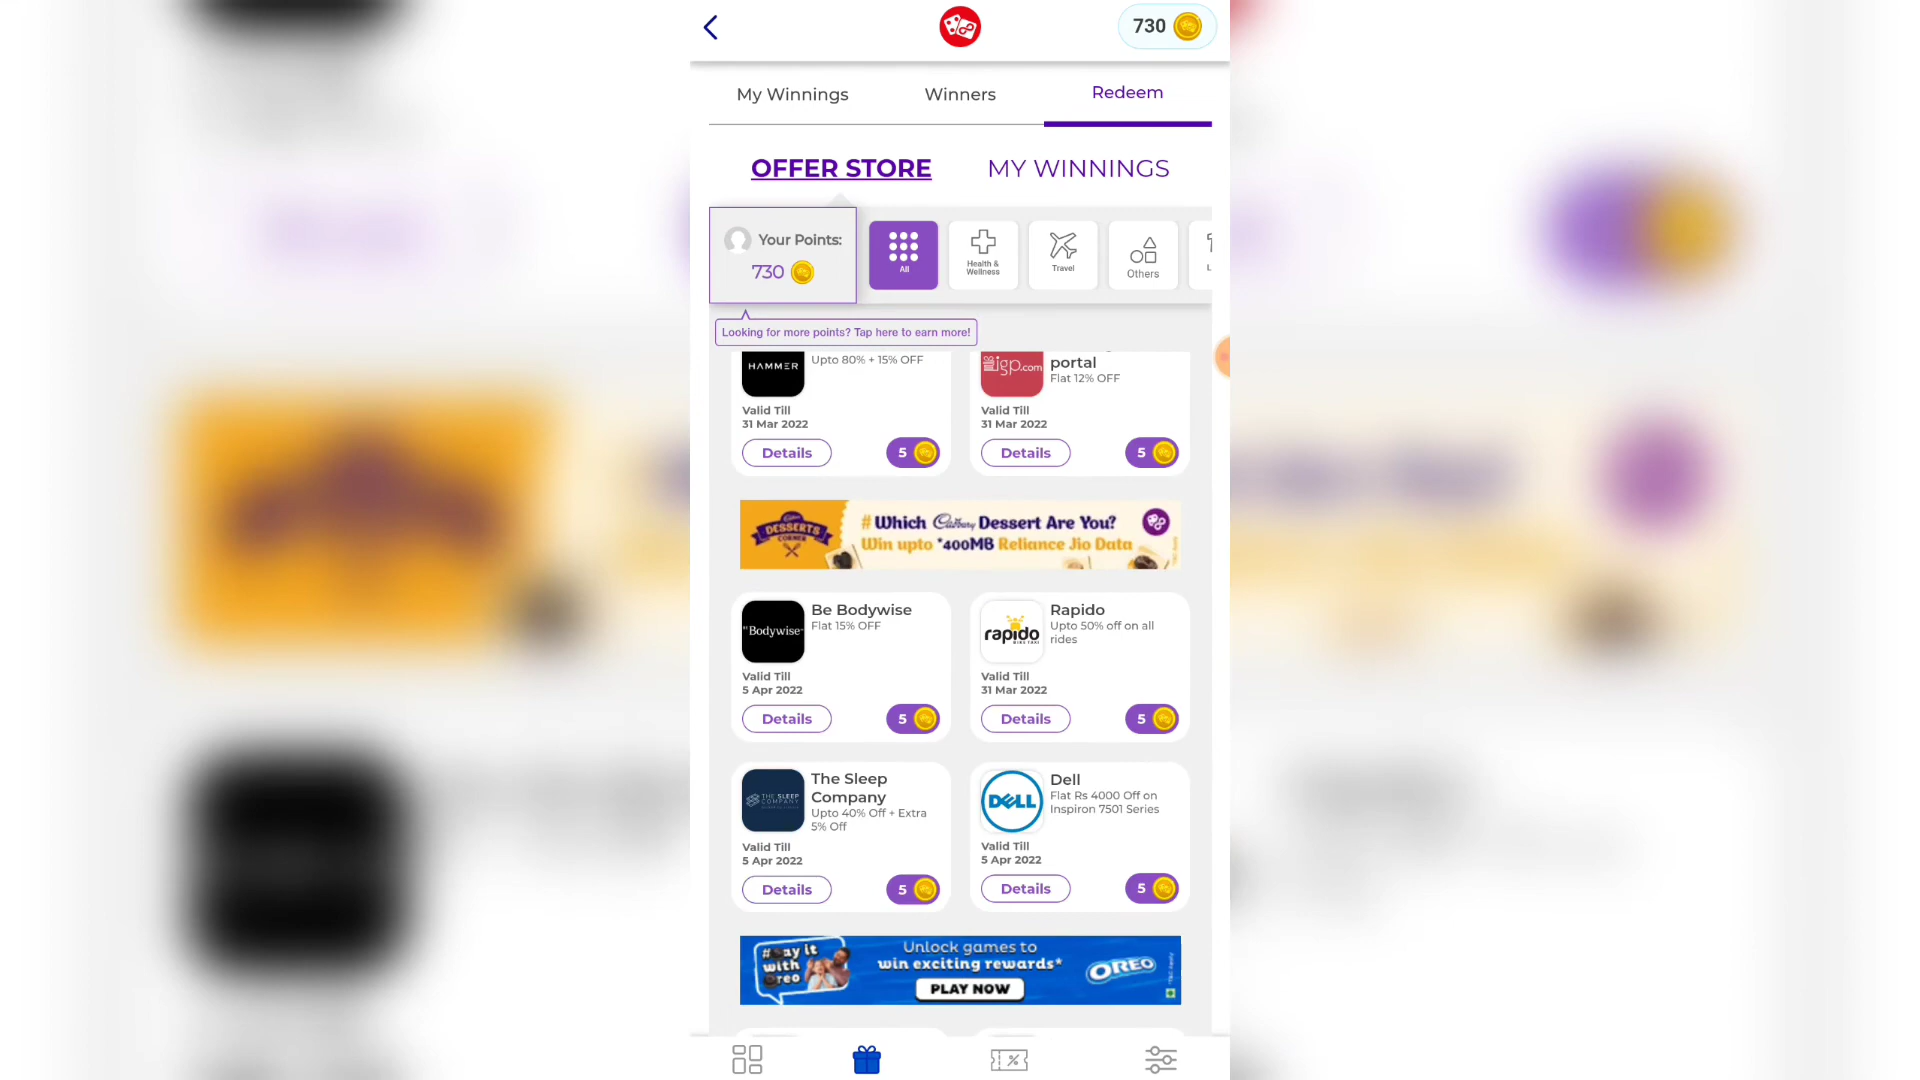 730
My Winnings
Winners
Redeem
OFFER STORE
MY WINNINGS
Your Points:
730
All
Health &
Wellness
Travel
Others
Looking for more points? Tap here to earn more!
HAMMER
Upto 80% + 15% OFF
Valid Till
31 Mar 2022
Details
5
igp.com
portal
Flat 12% OFF
Valid Till
31 Mar 2022
Details
5
DESSERTS
CORNER
#Which Cadbury Dessert Are You?
Win upto *400MB Reliance Jio Data
"Bodywise"
Be Bodywise
Flat 15% OFF
Valid Till
5 Apr 2022
Details
5
rapido
BIKE TAXI
Rapido
Upto 50% off on all
rides
Valid Till
31 Mar 2022
Details
5
THE SLEEP
COMPANY
The Sleep
Company
Upto 40% Off + Extra
5% Off
Valid Till
5 Apr 2022
Details
5
DELL
Dell
Flat Rs 4000 Off on
Inspiron 7501 Series
Valid Till
5 Apr 2022
Details
5
with
Unlock games to
win exciting rewards*
PLAY NOW
OREO